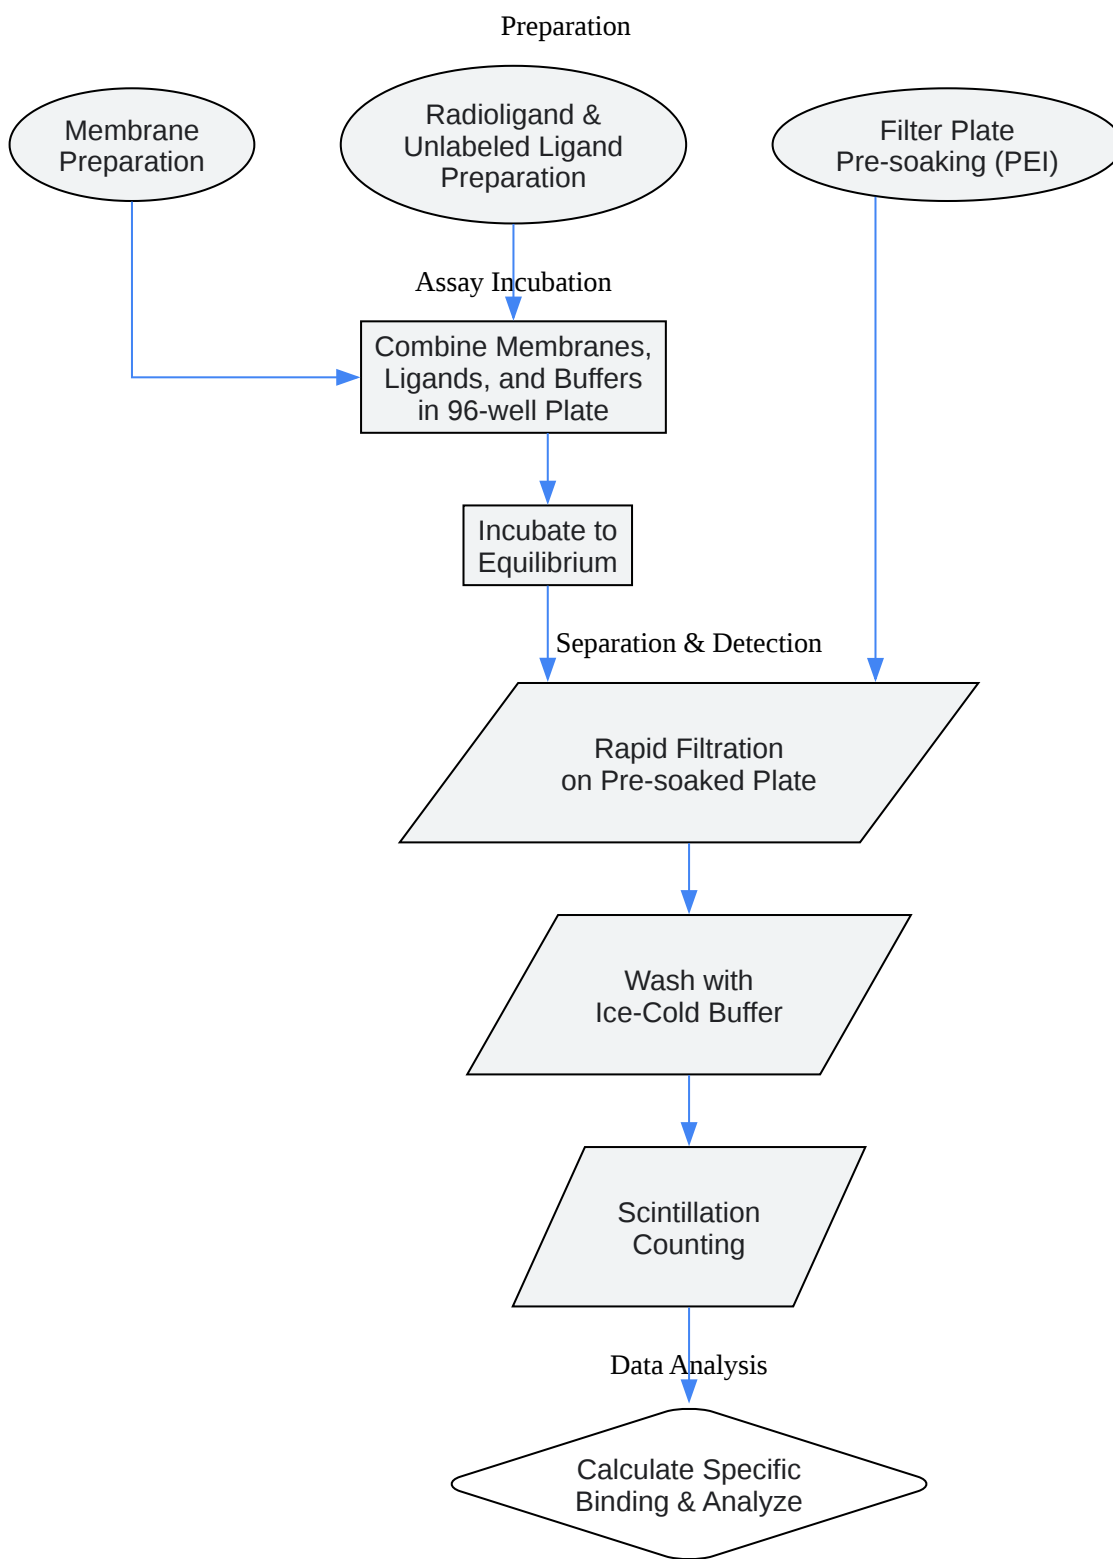 Preparation
Membrane
Preparation
Radioligand &
Unlabeled Ligand
Preparation
Filter Plate
Pre-soaking (PEI)
Assay Incubation
Combine Membranes,
Ligands, and Buffers
in 96-well Plate
Incubate to
Equilibrium
Separation & Detection
Rapid Filtration
on Pre-soaked Plate
Wash with
Ice-Cold Buffer
Scintillation
Counting
Data Analysis
Calculate Specific
Binding & Analyze